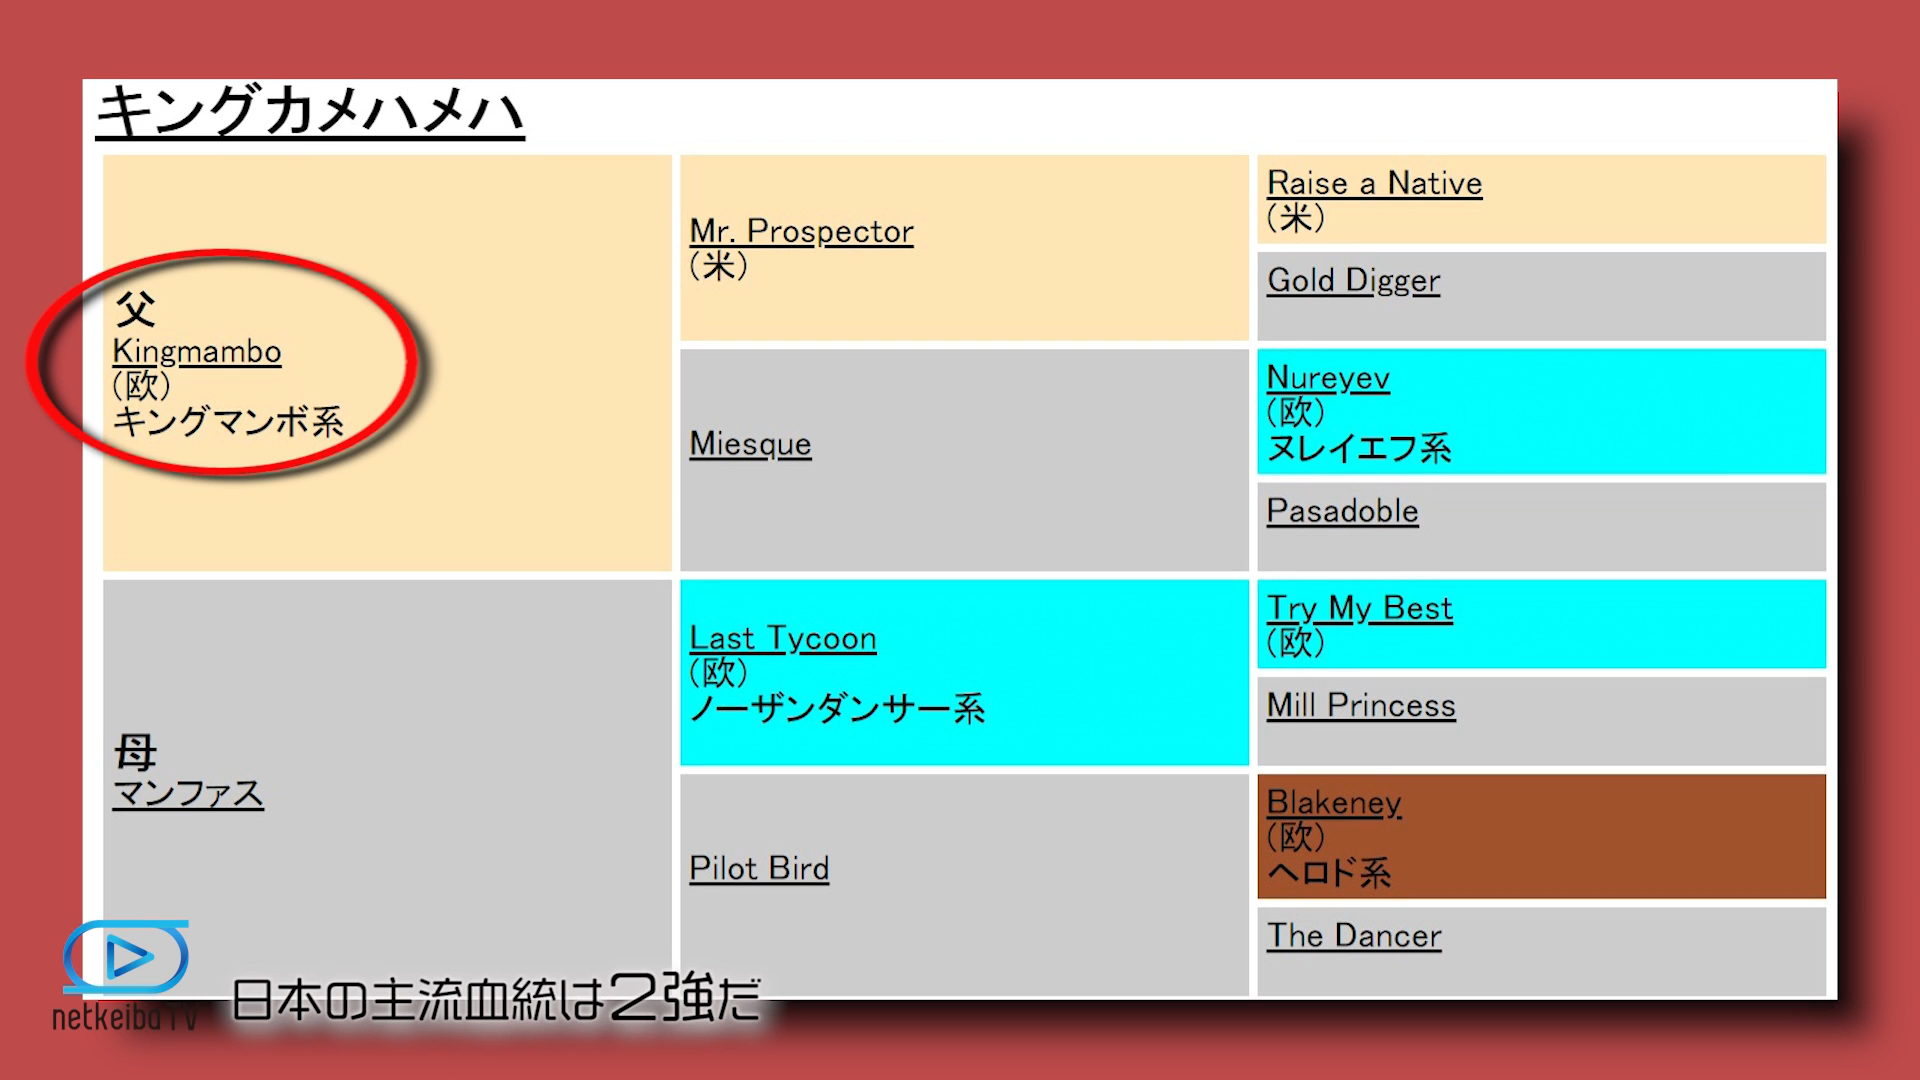 キングカメハメハ
父
Kingmambo
(欧)
キングマンボ系
Mr. Prospector
(米)
Raise a Native
(米)
Gold Digger
Miesque
Nureyev
(欧)
ヌレイエフ系
Pasadoble
母
マンファス
Last Tycoon
(欧)
ノーザンダンサー系
Try My Best
(欧)
Mill Princess
Pilot Bird
Blakeney
(欧)
ヘロド系
The Dancer
netkeibaTV
日本の主流血統は2強だ